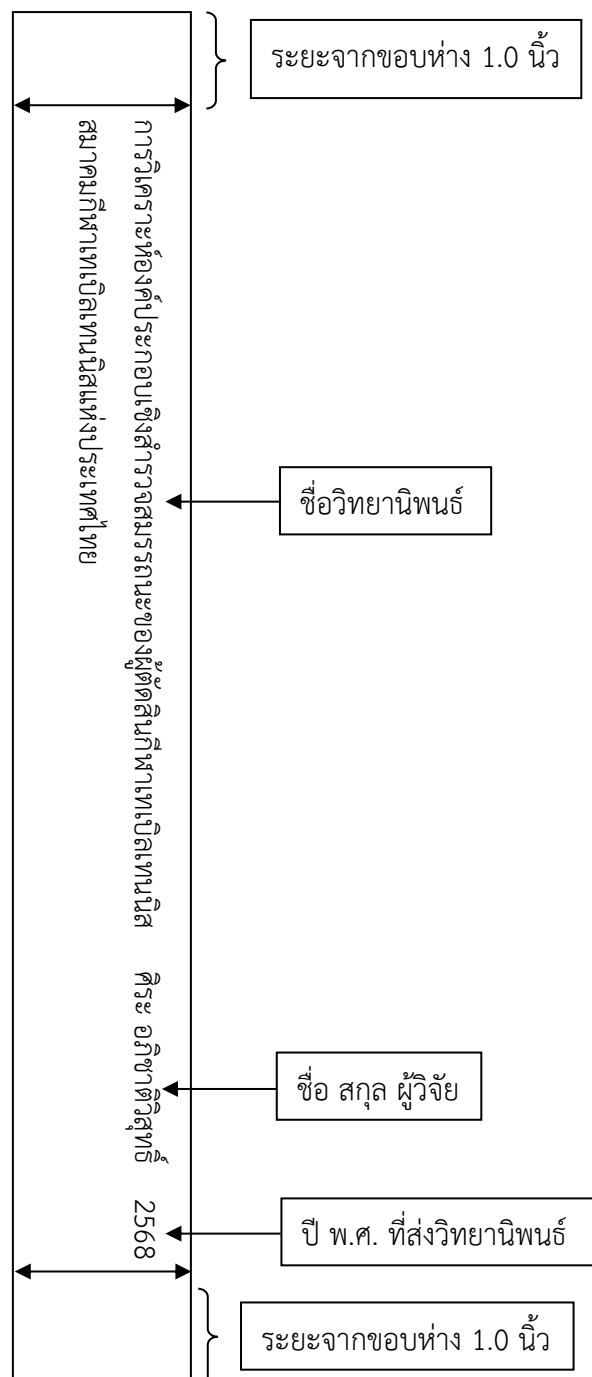 ระยะจากขอบห่าง 1.0 นิ้ว
การวิเคราะห์องค์ประกอบเชิงสำรวจสมรรถนะของผู้ตัดสินกีฬาเทเบิลเทนนิส
สมาคมกีฬาเทเบิลเทนนิสแห่งประเทศไทย
ชื่อวิทยานิพนธ์
ศิระ อภิชาติวิสุทธิ์
ชื่อ สกุล ผู้วิจัย
2568
ปี พ.ศ. ที่ส่งวิทยานิพนธ์
ระยะจากขอบห่าง 1.0 นิ้ว